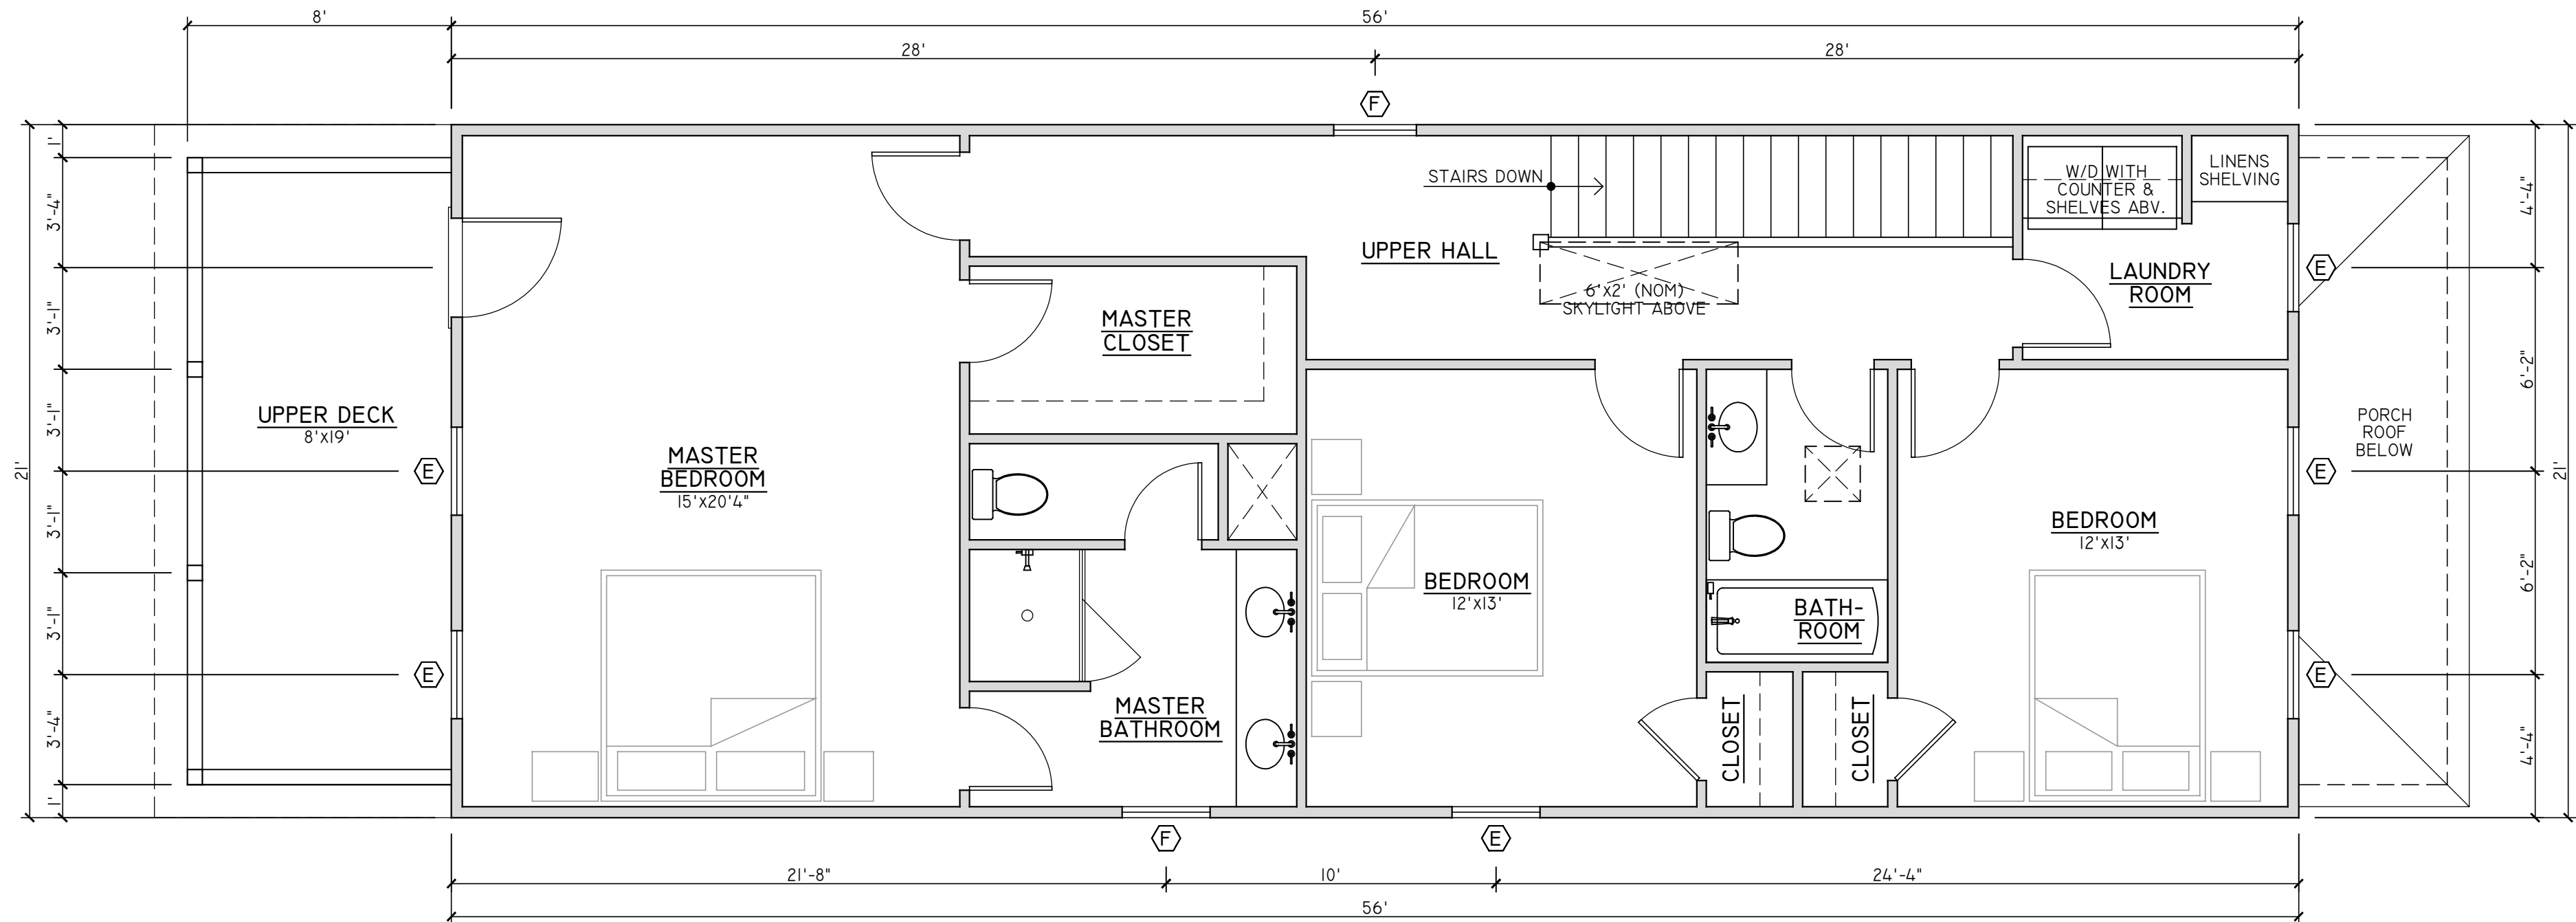 8'
56'
28'
28'
F
1'
3'-4"
3'-1"
3'-1"
3'-1"
3'-1"
3'-4"
1'
21'
UPPER DECK
8'x19'
E
E
MASTER
BEDROOM
15'x20'4"
MASTER
CLOSET
MASTER
BATHROOM
STAIRS DOWN
UPPER HALL
6'x2' (NOM)
SKYLIGHT ABOVE
W/D WITH
COUNTER &
SHELVES ABV.
LINENS
SHELVING
LAUNDRY
ROOM
BEDROOM
12'x13'
BATH-
ROOM
CLOSET
CLOSET
BEDROOM
12'x13'
E
E
E
PORCH
ROOF
BELOW
4'-4"
6'-2"
6'-2"
4'-4"
21'
F
E
21'-8"
10'
24'-4"
56'